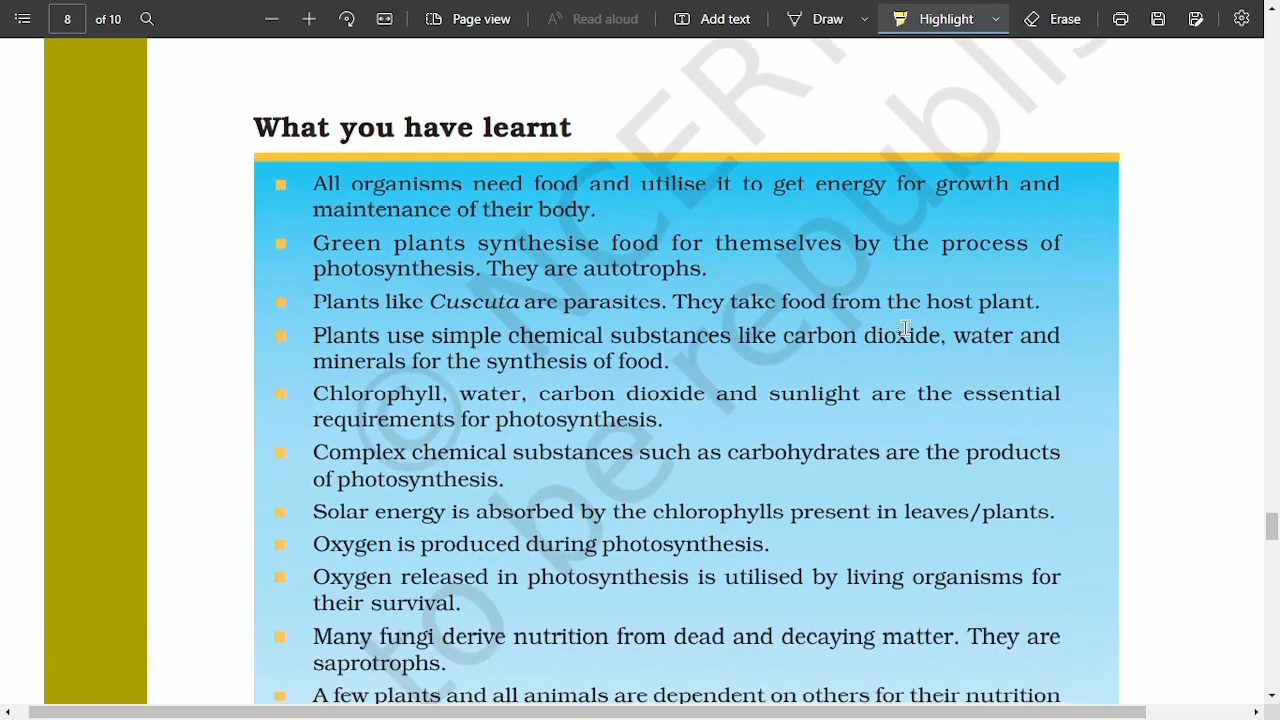 8 of 10 Page view Read aloud Add text Draw Highlight Erase
What you have learnt
All organisms need food and utilise it to get energy for growth and
maintenance of their body.
Green plants synthesise food for themselves by the process of
photosynthesis. They are autotrophs.
Plants like Cuscuta are parasites. They take food from the host plant.
Plants use simple chemical substances like carbon dioxide, water and
minerals for the synthesis of food.
Chlorophyll, water, carbon dioxide and sunlight are the essential
requirements for photosynthesis.
Complex chemical substances such as carbohydrates are the products
of photosynthesis.
Solar energy is absorbed by the chlorophylls present in leaves/plants.
Oxygen is produced during photosynthesis.
Oxygen released in photosynthesis is utilised by living organisms for
their survival.
Many fungi derive nutrition from dead and decaying matter. They are
saprotrophs.
A few plants and all animals are dependent on others for their nutrition
© NCERT
to be republis